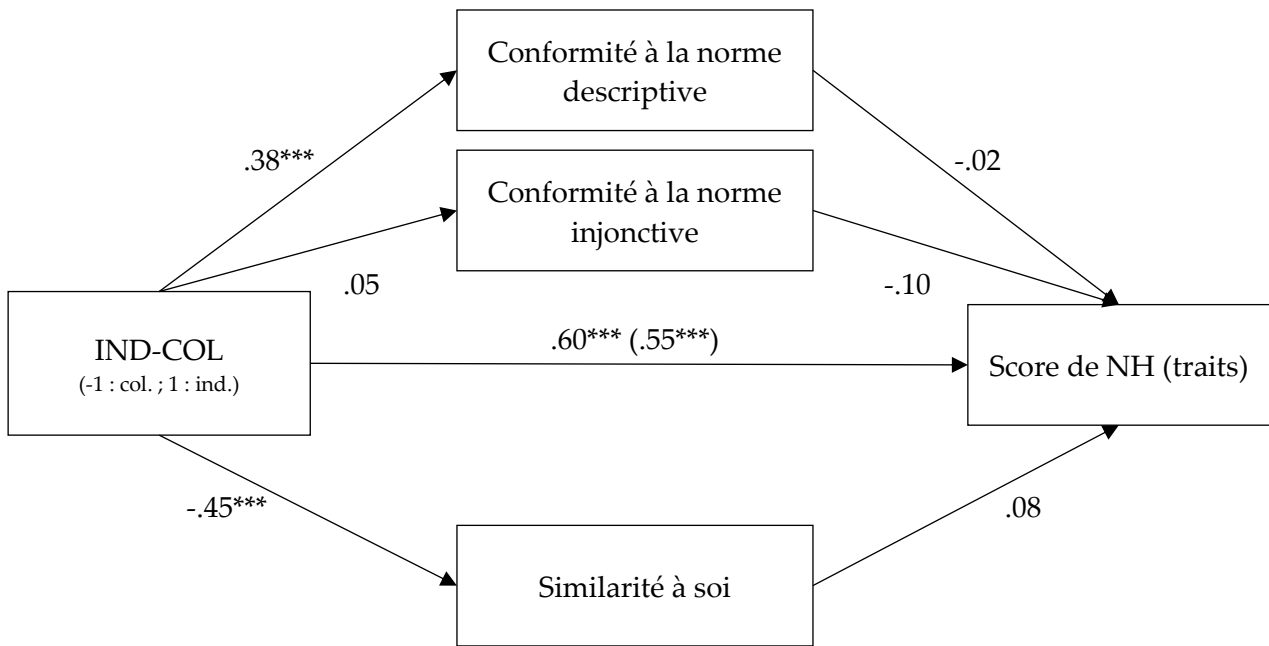 Conformité à la norme
descriptive
.38***
-.02
Conformité à la norme
injonctive
.05
-.10
IND-COL
(-1 : col. ; 1 : ind.)
.60*** (.55***)
Score de NH (traits)
-.45***
.08
Similarité à soi